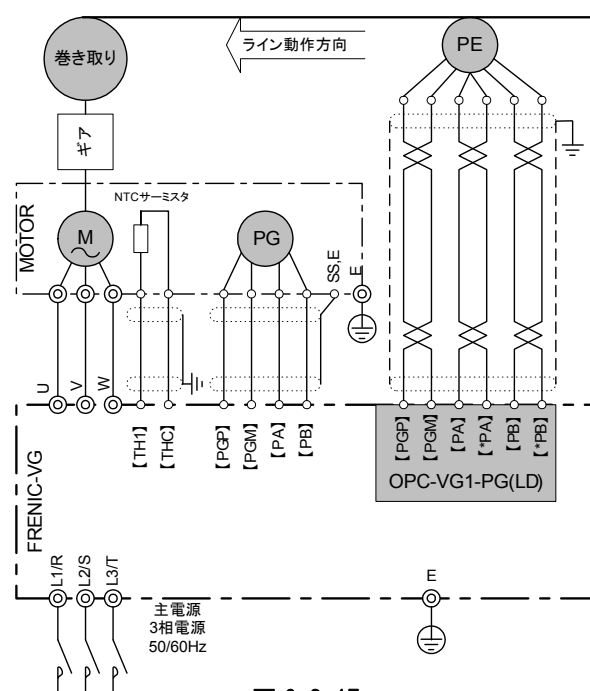 巻き取り
ライン動作方向
PE
ギア
MOTOR
NTCサーミスタ
M
PG
SS,E
E
U
V
W
【TH1】
【THC】
【PGP】
【PGM】
【PA】
【PB】
【PGP】
【PGM】
【PA】
【*PA】
【PB】
【*PB】
OPC-VG1-PG(LD)
FRENIC-VG
L1/R
L2/S
L3/T
主電源
3相電源
50/60Hz
E